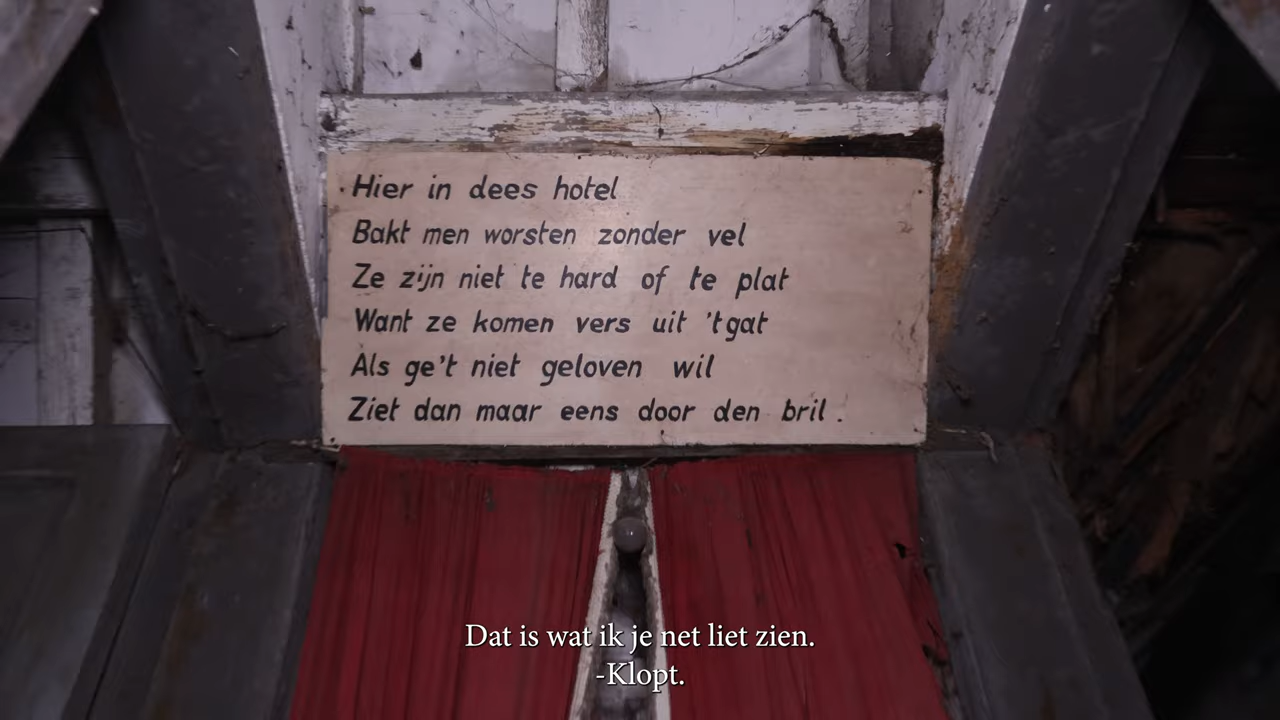 Hier in dees hotel
Bakt men worsten zonder vel
Ze zijn niet te hard of te plat
Want ze komen vers uit 't gat
Als ge't niet geloven wil
Ziet dan maar eens door den bril.
Dat is wat ik je net liet zien.
-Klopt.